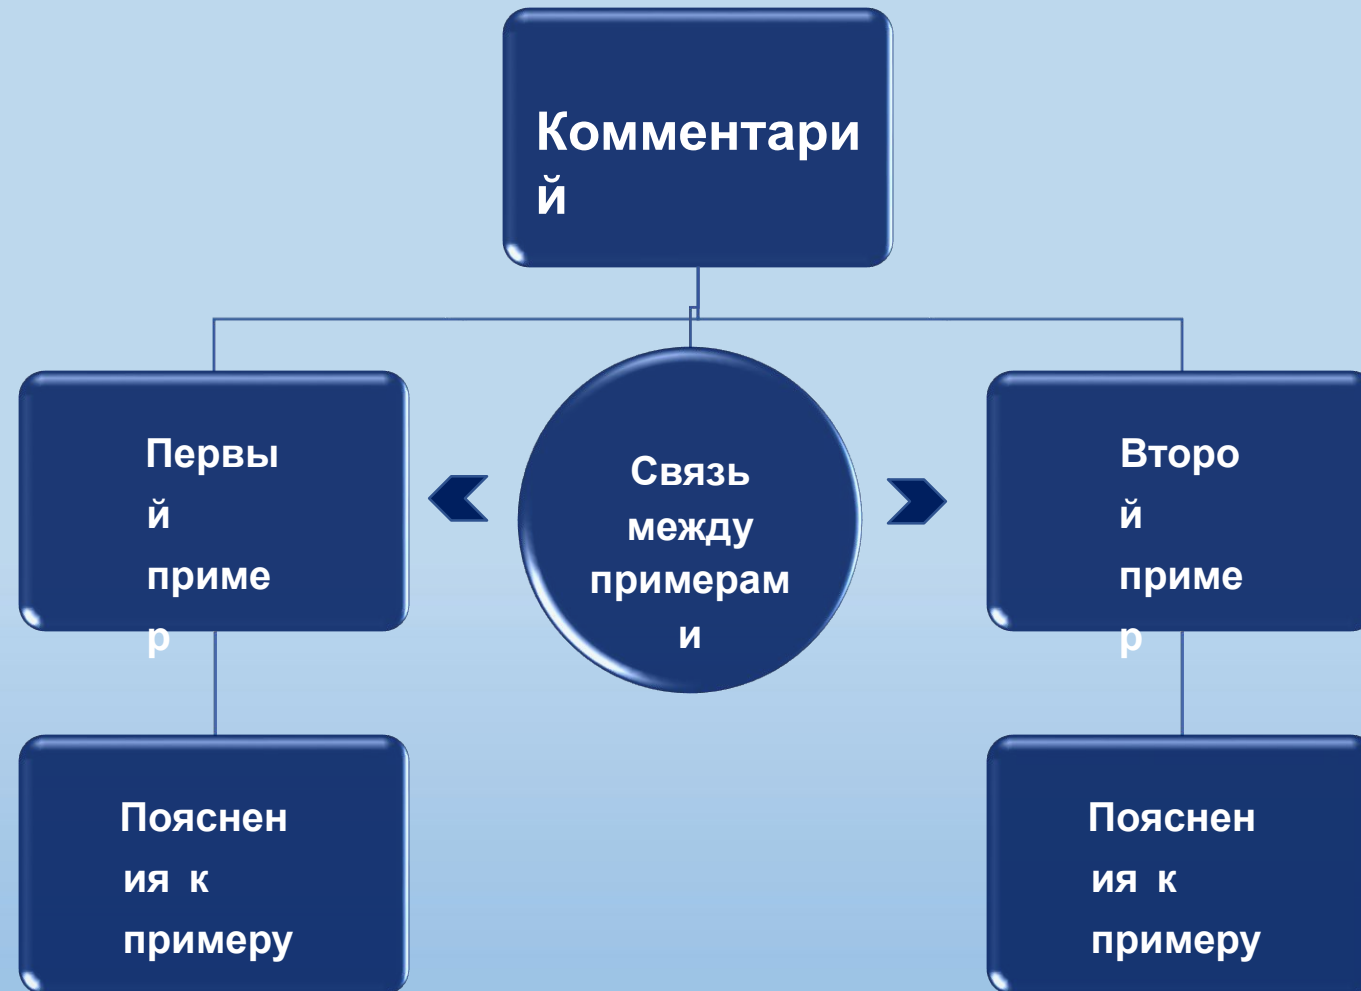 Комментари
й
Первы
й
приме
р
Связь
между
примерам
и
Второ
й
приме
р
Пояснен
ия к
примеру
Пояснен
ия к
примеру